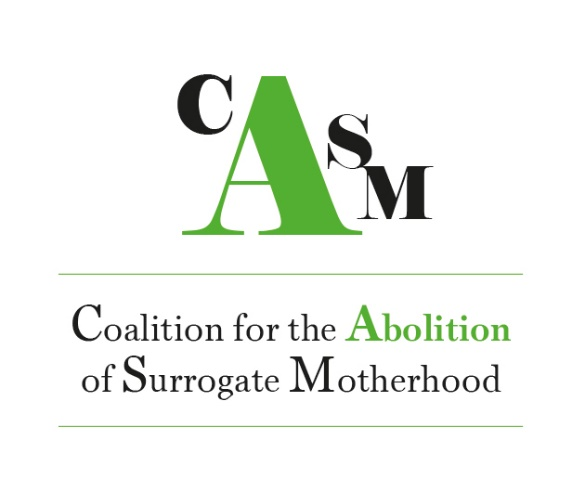 CASM
Coalition for the Abolition
of Surrogate Motherhood